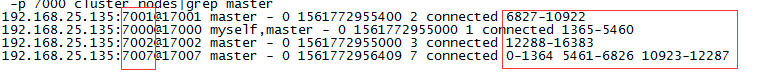 -p 7000 cluster nodes|grep master
192.168.25.135:7001@17001 master - 0 1561772955400 2 connected 6827-10922
192.168.25.135:7000@17000 myself,master - 0 1561772955000 1 connected 1365-5460
192.168.25.135:7002@17002 master - 0 1561772955000 3 connected 12288-16383
192.168.25.135:7007@17007 master - 0 1561772956409 7 connected 0-1364 5461-6826 10923-12287